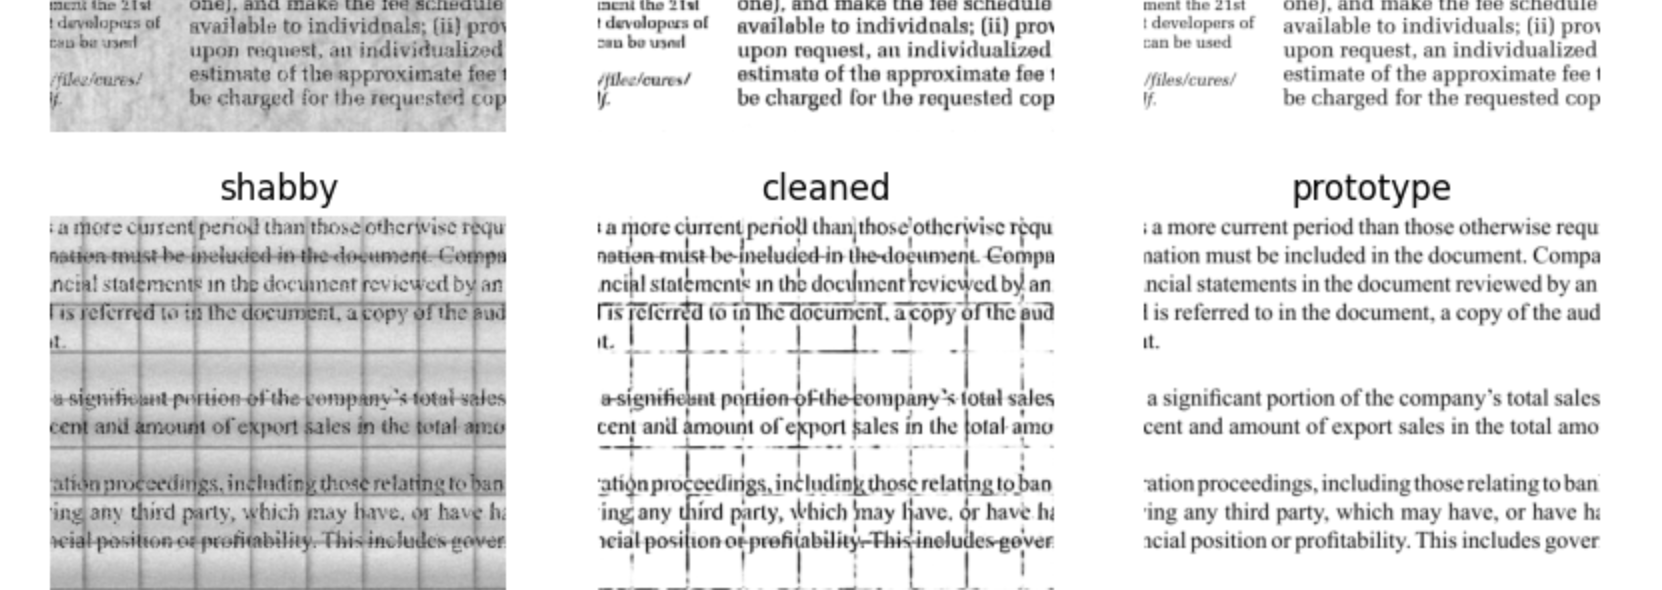 ment the 21st
developers of
can be used
/files/cures/
one), and make the fee schedule
available to individuals; (ii) prov
upon request, an individualized
estimate of the approximate fee t
be charged for the requested cop
ment the 21st
developers of
can be used
/files/cures/
one), and make the fee schedule
available to individuals; (ii) prov
upon request, an individualized
estimate of the approximate fee t
be charged for the requested cop
ment the 21st
developers of
can be used
/files/cures/
lf.
one), and make the fee schedule
available to individuals; (ii) prov
upon request, an individualized
estimate of the approximate fee t
be charged for the requested cop
shabby
a more current period than those otherwise requ
nation must be included in the document. Compa
ncial statements in the document reviewed by an
is referred to in the document, a copy of the aud
it.
a significant portion of the company's total sales
cent and amount of export sales in the total amo
ation proceedings, including those relating to ban
ing any third party, which may have, or have ha
ncial position or profitability. This includes gover
cleaned
a more current period than those otherwise requ
nation must be included in the document. Compa
ncial statements in the document reviewed by an
is referred to in the document, a copy of the aud
it.
a significant portion of the company's total sales
cent and amount of export sales in the total amo
ation proceedings, including those relating to ban
ing any third party, which may have, or have ha
ncial position or profitability. This includes gover
prototype
a more current period than those otherwise requ
nation must be included in the document. Compa
ncial statements in the document reviewed by an
l is referred to in the document, a copy of the aud
it.
a significant portion of the company's total sales
cent and amount of export sales in the total amo
ation proceedings, including those relating to ban
ing any third party, which may have, or have ha
ncial position or profitability. This includes gover